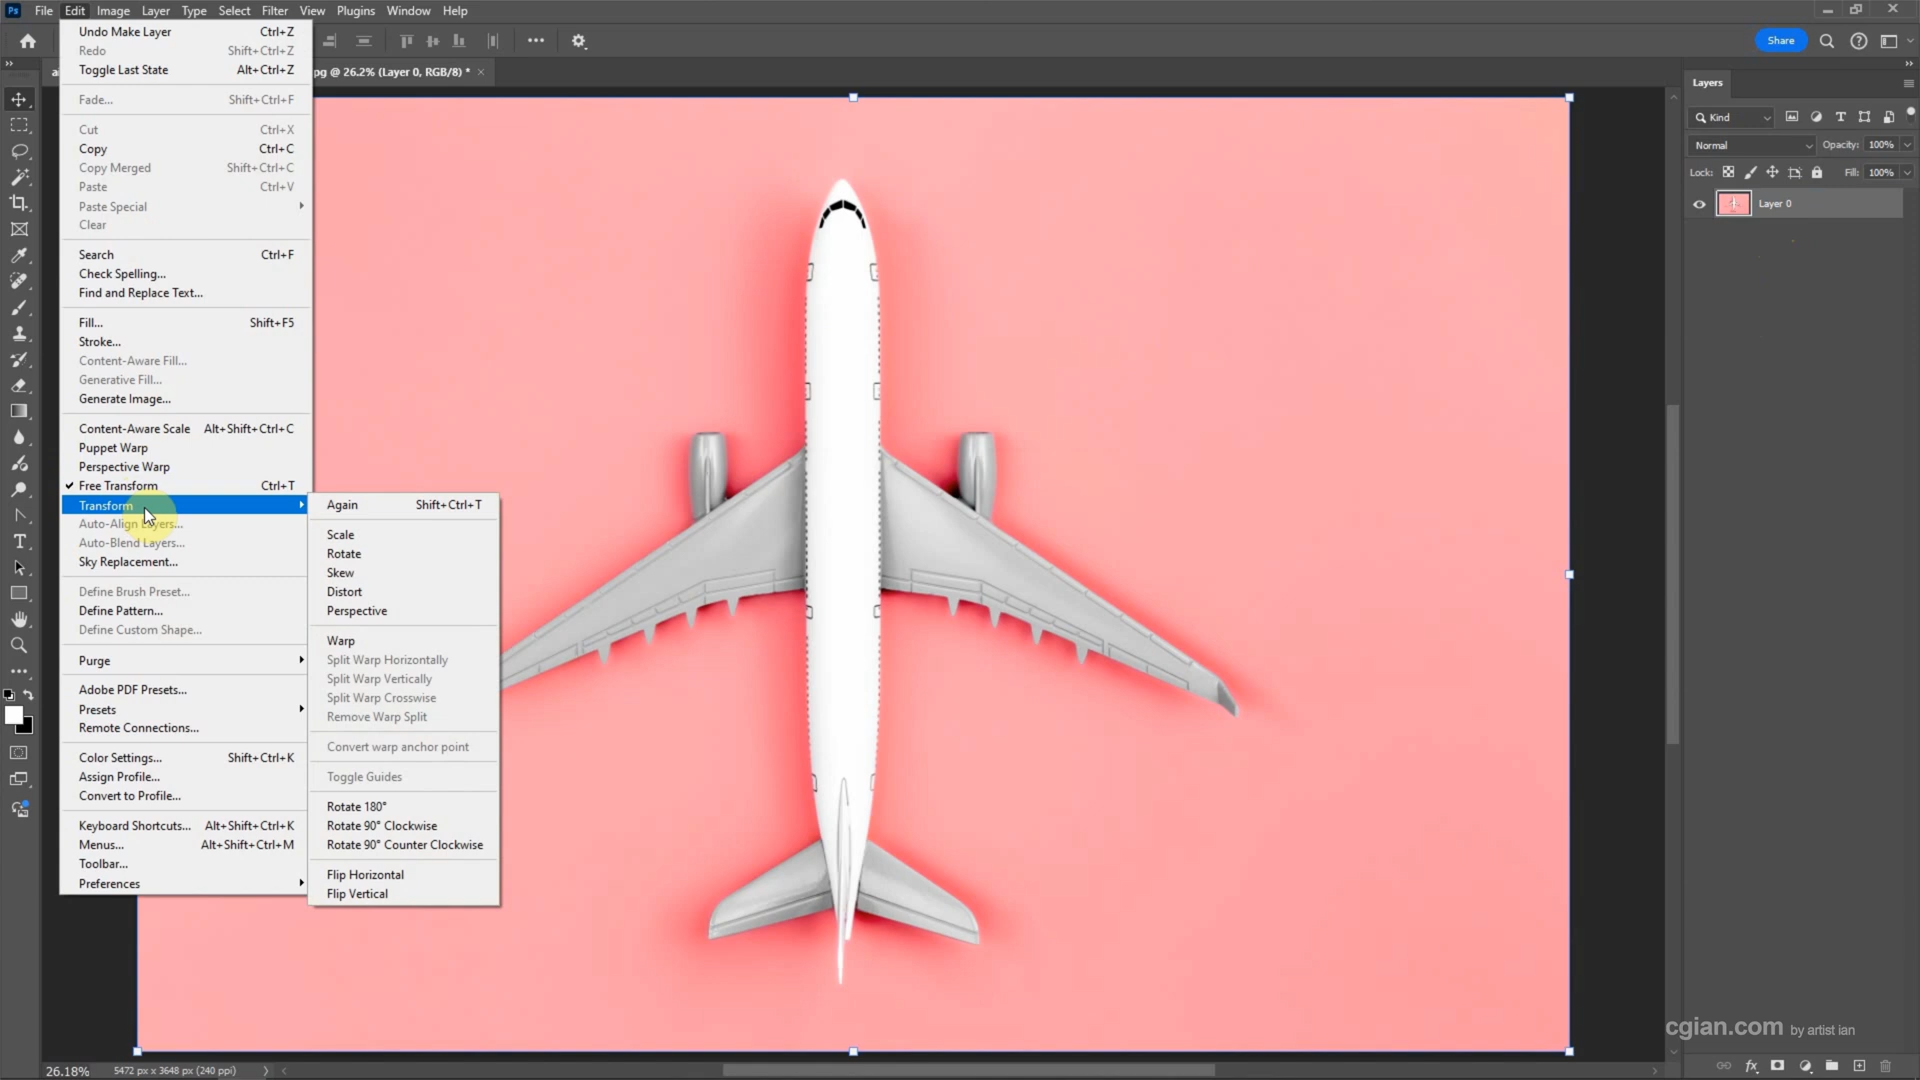 Ps File Edit Image Layer Type Select Filter View Plugins Window Help
Share
pg @ 26.2% (Layer 0, RGB/8) *
Undo Make Layer Ctrl+Z
Redo Shift+Ctrl+Z
Toggle Last State Alt+Ctrl+Z
Fade... Shift+Ctrl+F
Cut Ctrl+X
Copy Ctrl+C
Copy Merged Shift+Ctrl+C
Paste Ctrl+V
Paste Special
Clear
Search Ctrl+F
Check Spelling...
Find and Replace Text...
Fill... Shift+F5
Stroke...
Content-Aware Fill...
Generative Fill...
Generate Image...
Content-Aware Scale Alt+Shift+Ctrl+C
Puppet Warp
Perspective Warp
Free Transform Ctrl+T
Transform
Auto-Align Layers...
Auto-Blend Layers...
Sky Replacement...
Define Brush Preset...
Define Pattern...
Define Custom Shape...
Purge
Adobe PDF Presets...
Presets
Remote Connections...
Color Settings... Shift+Ctrl+K
Assign Profile...
Convert to Profile...
Keyboard Shortcuts... Alt+Shift+Ctrl+K
Menus... Alt+Shift+Ctrl+M
Toolbar...
Preferences
Again Shift+Ctrl+T
Scale
Rotate
Skew
Distort
Perspective
Warp
Split Warp Horizontally
Split Warp Vertically
Split Warp Crosswise
Remove Warp Split
Convert warp anchor point
Toggle Guides
Rotate 180°
Rotate 90° Clockwise
Rotate 90° Counter Clockwise
Flip Horizontal
Flip Vertical
Layers
Kind
Normal Opacity: 100%
Lock: Fill: 100%
Layer 0
cgian.com by artist ian
26.18% 5472 px x 3648 px (240 ppi)